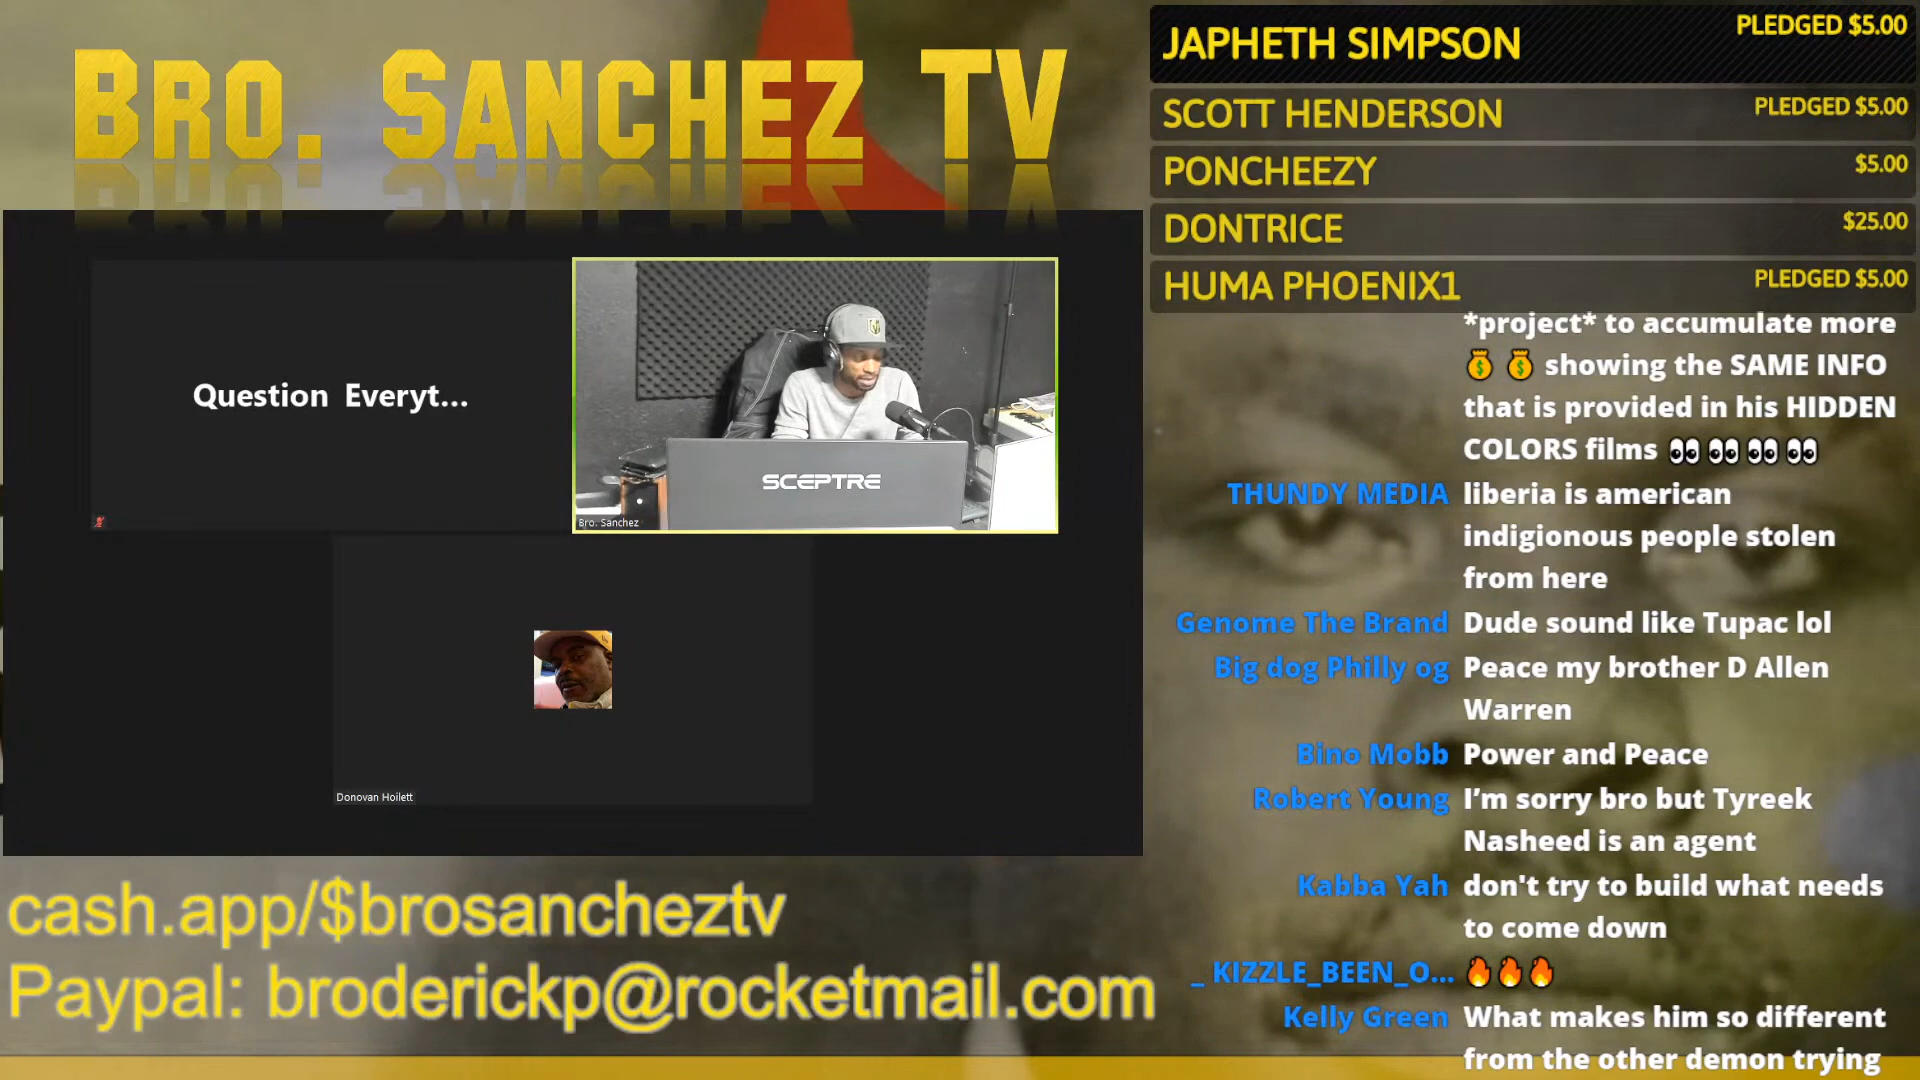 BRO. SANCHEZ TV
Question Everyt...
SCEPTRE
Bro. Sanchez
Donovan Hoilett
cash.app/$brosancheztv
Paypal: broderickp@rocketmail.com
JAPHETH SIMPSON PLEDGED $5.00
SCOTT HENDERSON PLEDGED $5.00
PONCHEEZY $5.00
DONTRICE $25.00
HUMA PHOENIX1 PLEDGED $5.00
*project* to accumulate more
💰 💰 showing the SAME INFO
that is provided in his HIDDEN
COLORS films 👀 👀 👀 👀
THUNDY MEDIA liberia is american
indigionous people stolen
from here
Genome The Brand Dude sound like Tupac lol
Big dog Philly og Peace my brother D Allen
Warren
Bino Mobb Power and Peace
Robert Young I'm sorry bro but Tyreek
Nasheed is an agent
Kabba Yah don't try to build what needs
to come down
_ KIZZLE_BEEN_O... 🔥🔥🔥
Kelly Green What makes him so different
from the other demon trying